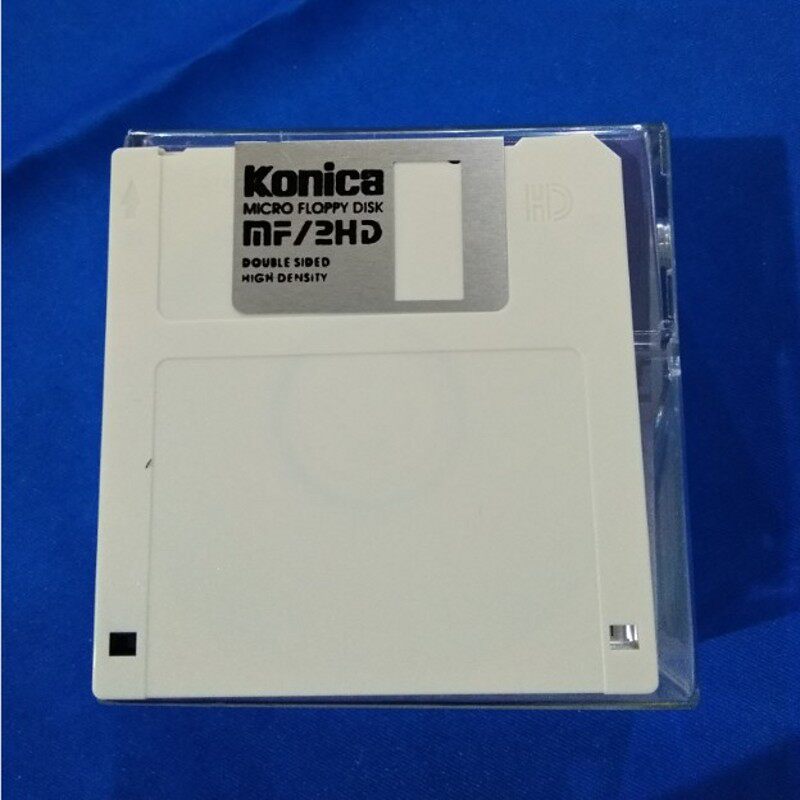 Konica
MICRO FLOPPY DISK
MF/2HD
DOUBLE SIDED
HIGH DENSITY
HD